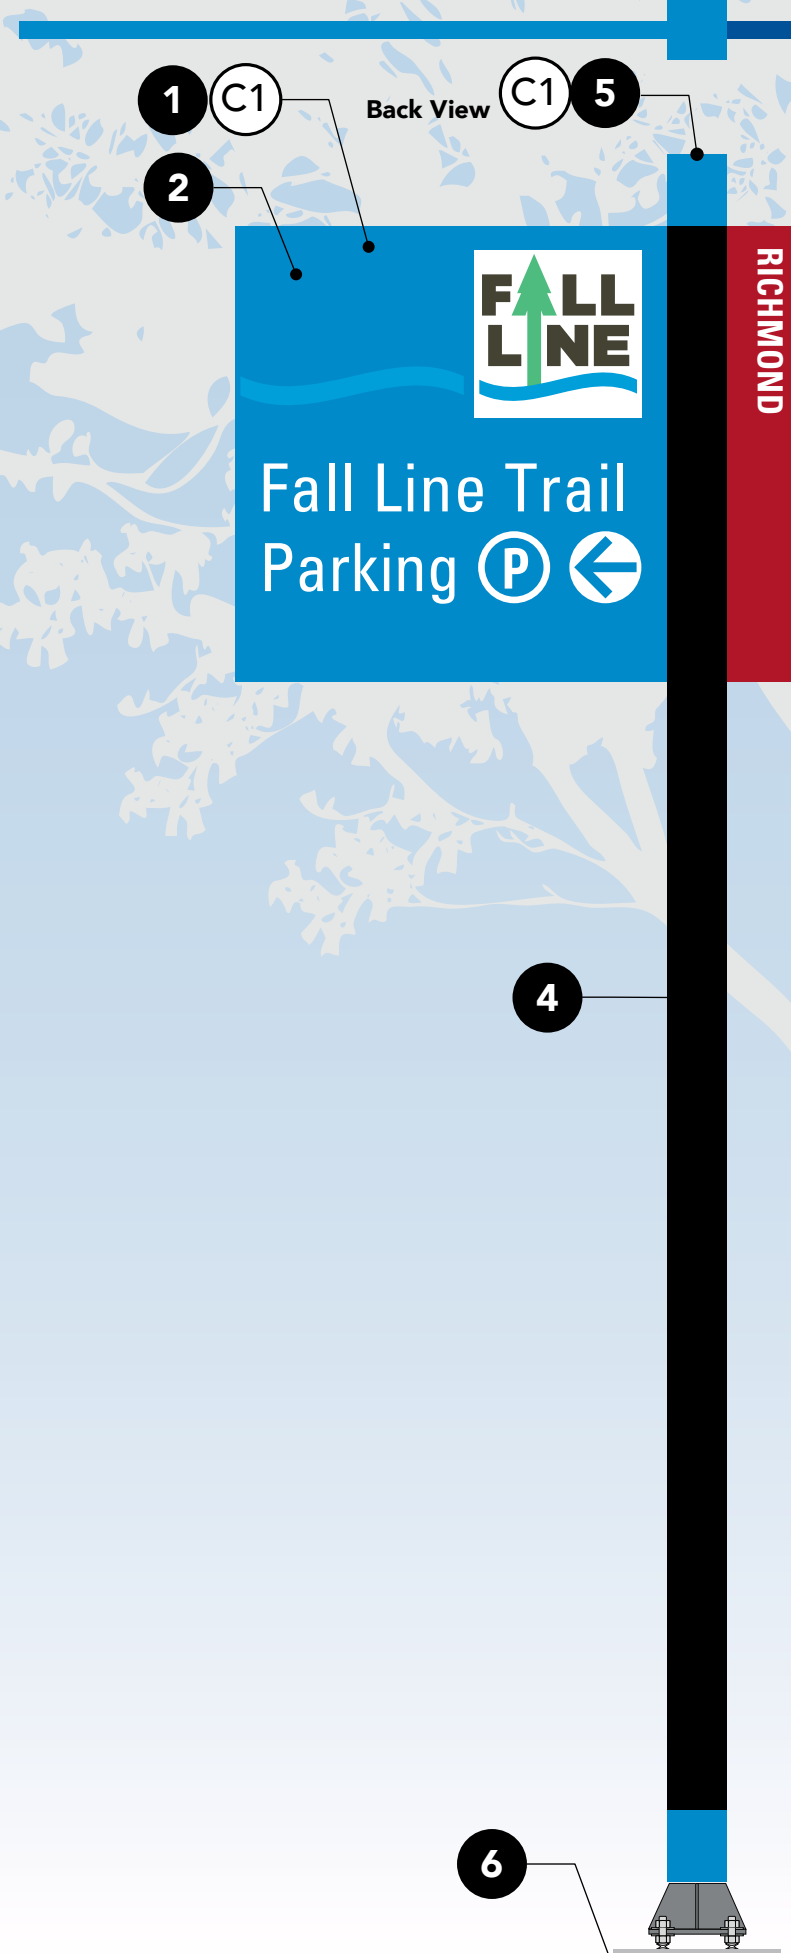 1 C1
Back View
C1 5
2
RICHMOND
FALL
LINE
Fall Line Trail
Parking P
4
6